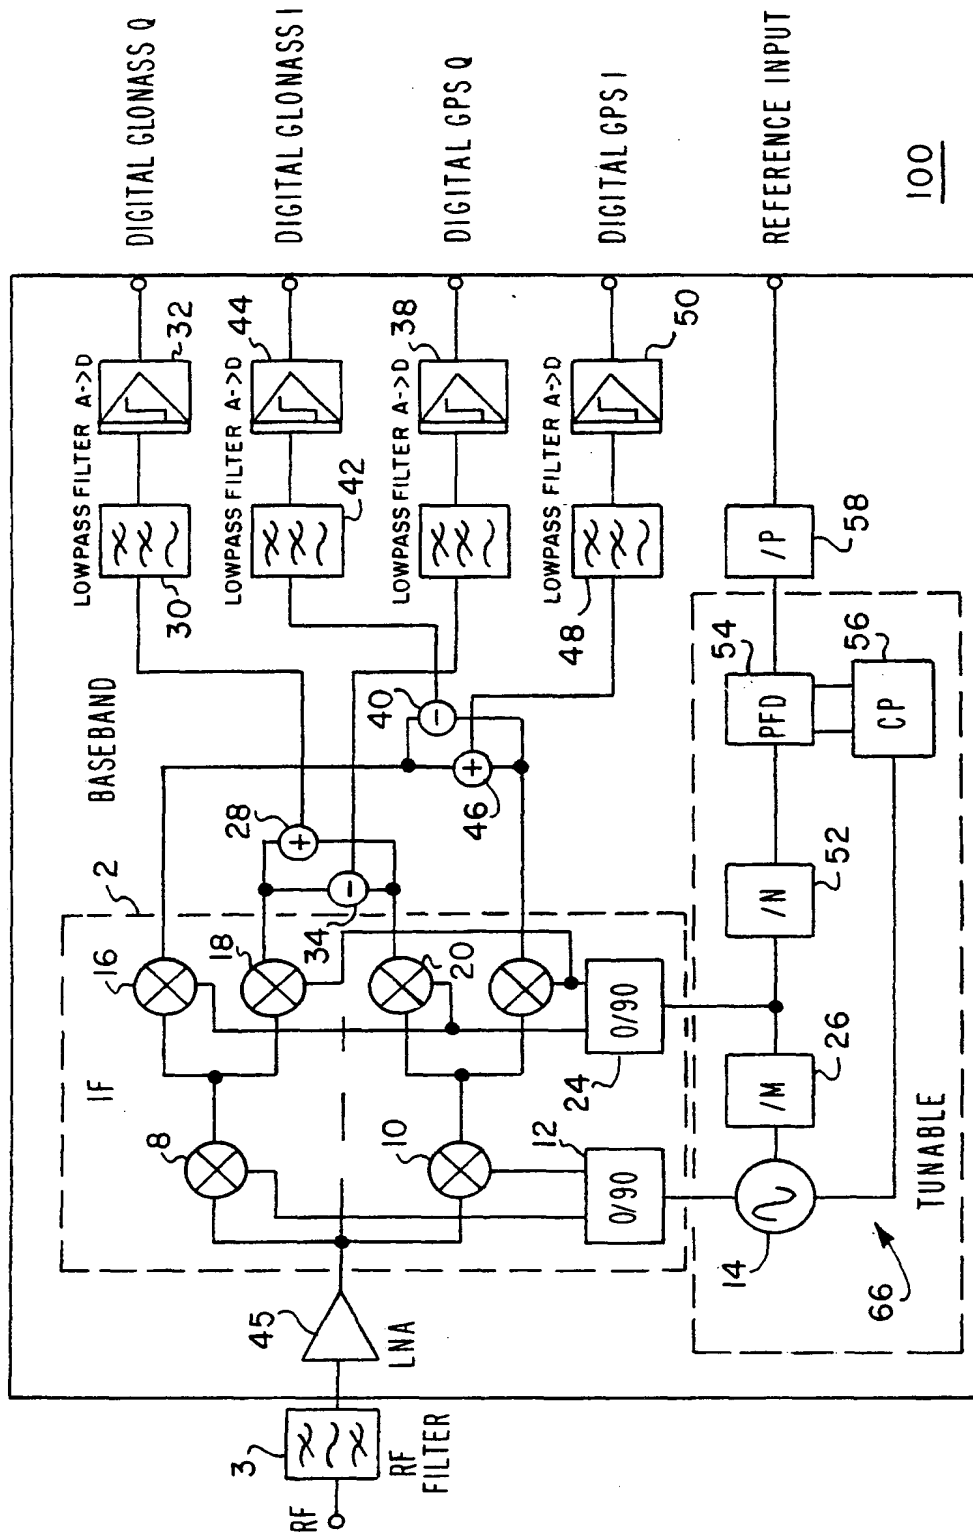 DIGITAL GLONASS Q
DIGITAL GLONASS I
DIGITAL GPS Q
DIGITAL GPS I
REFERENCE INPUT
100
LOWPASS FILTER A->D
32
30
LOWPASS FILTER A->D
44
42
LOWPASS FILTER A->D
38
LOWPASS FILTER A->D
50
48
BASEBAND
2
IF
16
18
20
28
+
34
-
40
-
46
+
8
10
12
0/90
24
0/90
45
LNA
3
RF
FILTER
RF
14
/M
26
/N
52
PFD
54
CP
56
/P
58
66
TUNABLE